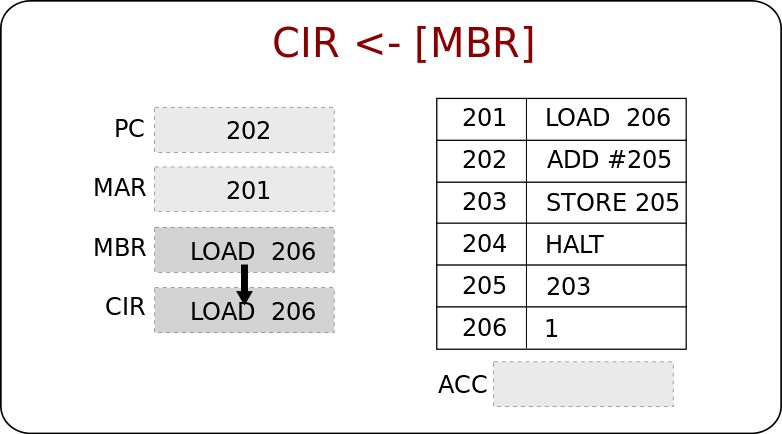 CIR <- [MBR]
PC 202
MAR 201
MBR LOAD 206
CIR LOAD 206
201 LOAD 206
202 ADD #205
203 STORE 205
204 HALT
205 203
206 1
ACC